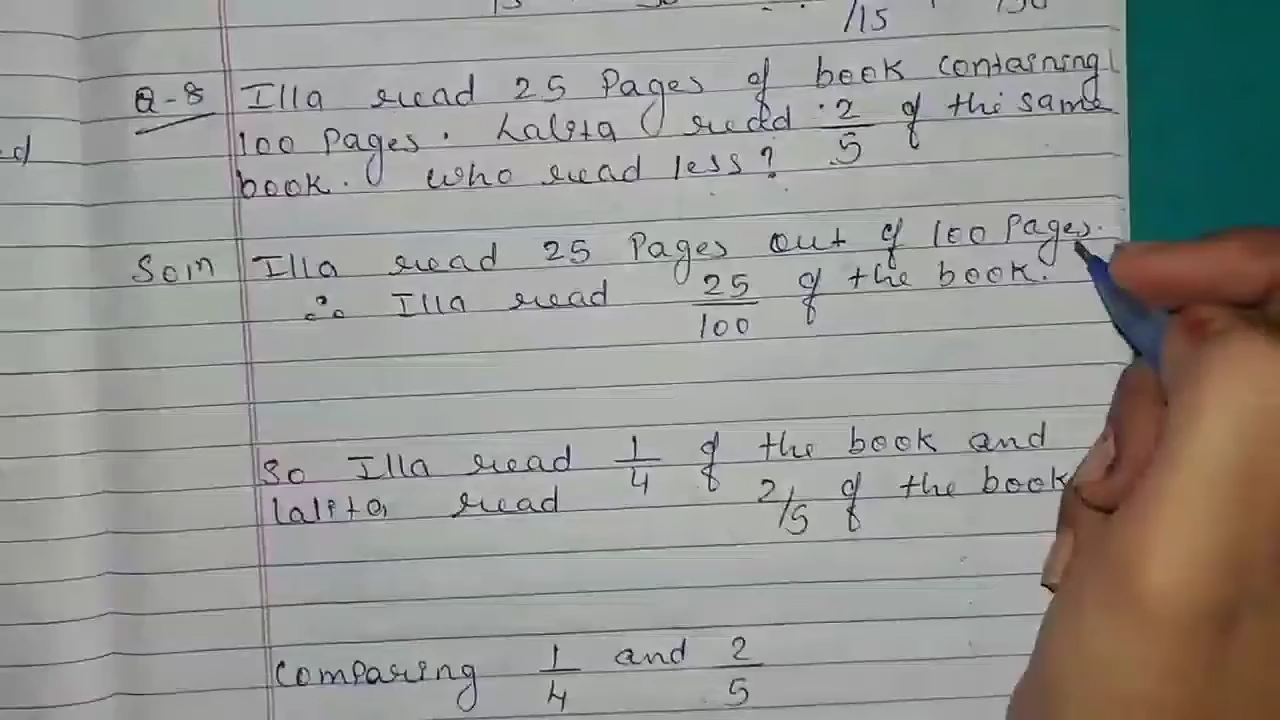 /15
Q-8 Illa read 25 Pages of book containing
100 Pages. Lalita read 2/5 of the same
book. who read less?
Soln Illa read 25 Pages out of 100 Pages.
∴ Illa read 25/100 of the book.
So Illa read 1/4 of the book and
lalita read 2/5 of the book
Comparing 1/4 and 2/5